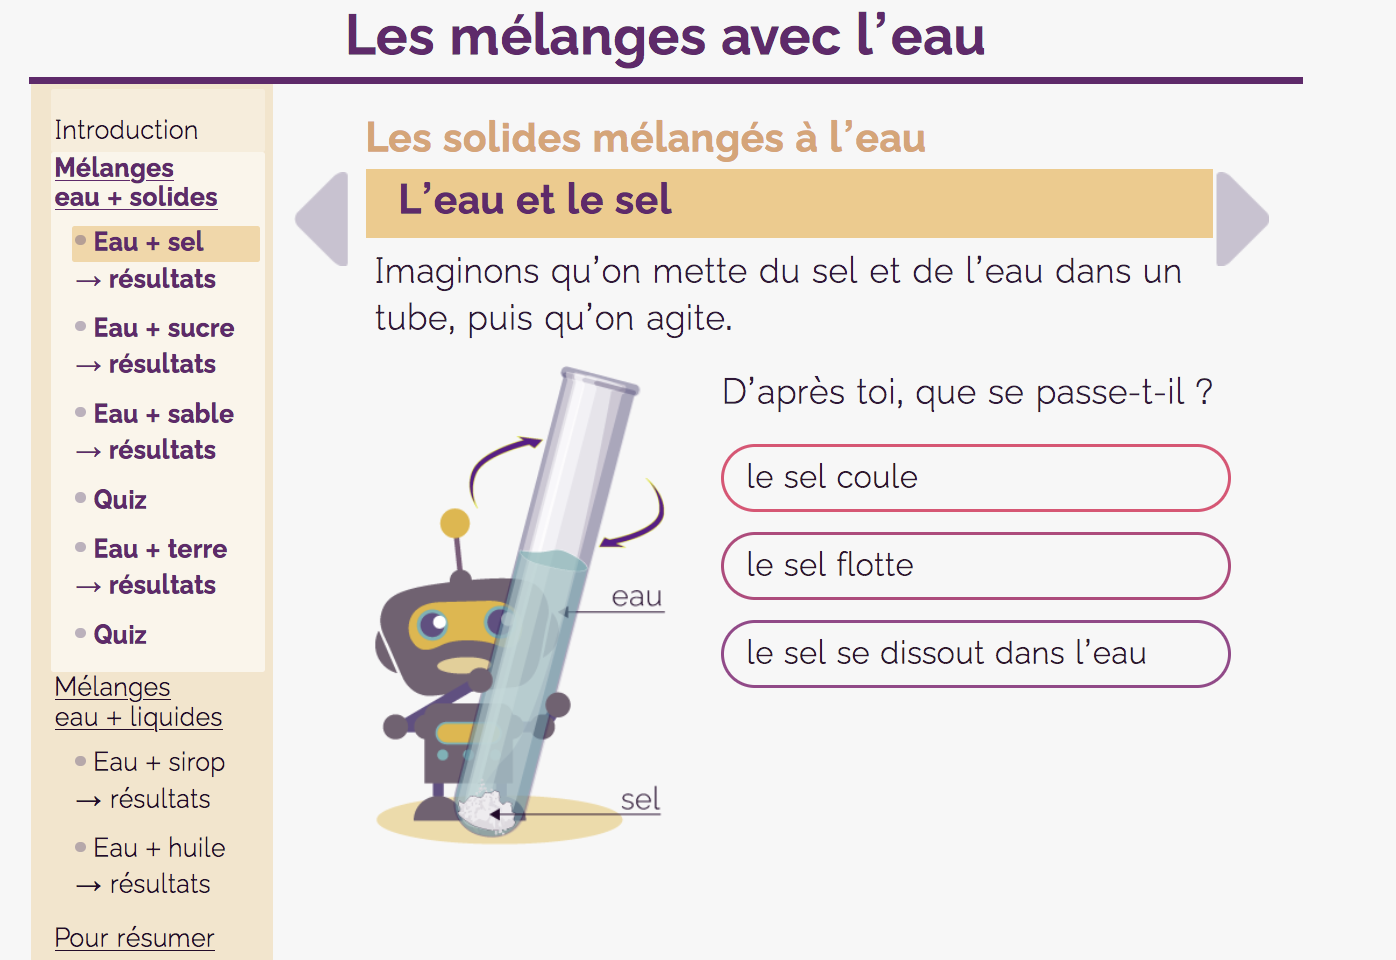 Les mélanges avec l’eau
Introduction
Mélanges
eau + solides
Eau + sel
→ résultats
Eau + sucre
→ résultats
Eau + sable
→ résultats
Quiz
Eau + terre
→ résultats
Quiz
Mélanges
eau + liquides
Eau + sirop
→ résultats
Eau + huile
→ résultats
Pour résumer
Les solides mélangés à l’eau
L’eau et le sel
Imaginons qu’on mette du sel et de l’eau dans un
tube, puis qu’on agite.
eau
sel
D’après toi, que se passe-t-il ?
le sel coule
le sel flotte
le sel se dissout dans l’eau